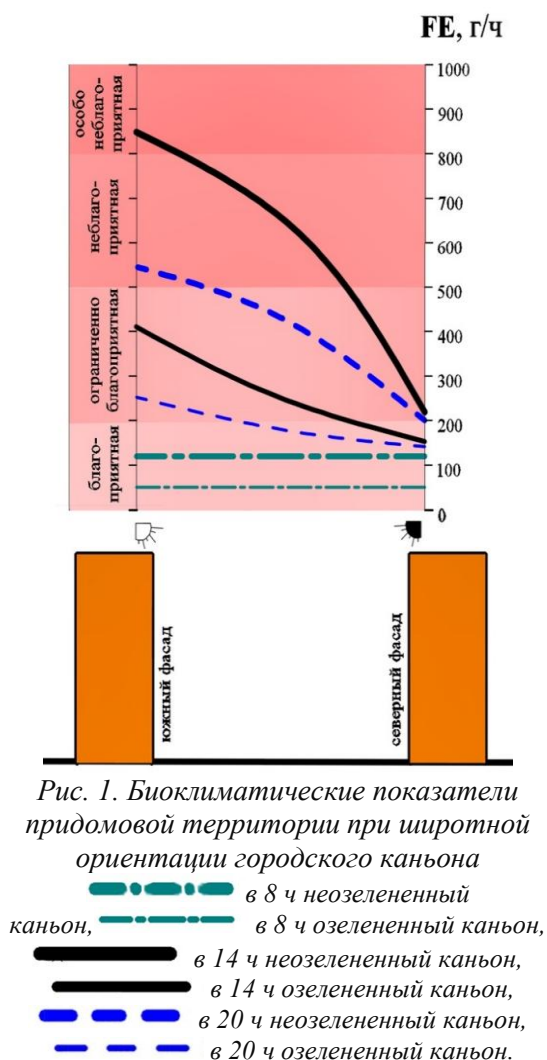 FE, г/ч
1000
900
800
700
600
500
400
300
200
100
0
особо
неблаго-
приятная
неблаго-
приятная
ограниченно
благоприятная
благо-
приятная
южный фасад
северный фасад
Рис. 1. Биоклиматические показатели
придомовой территории при широтной
ориентации городского каньона
в 8 ч неозелененный
каньон, в 8 ч озелененный каньон,
в 14 ч неозелененный каньон,
в 14 ч озелененный каньон,
в 20 ч неозелененный каньон,
в 20 ч озелененный каньон.